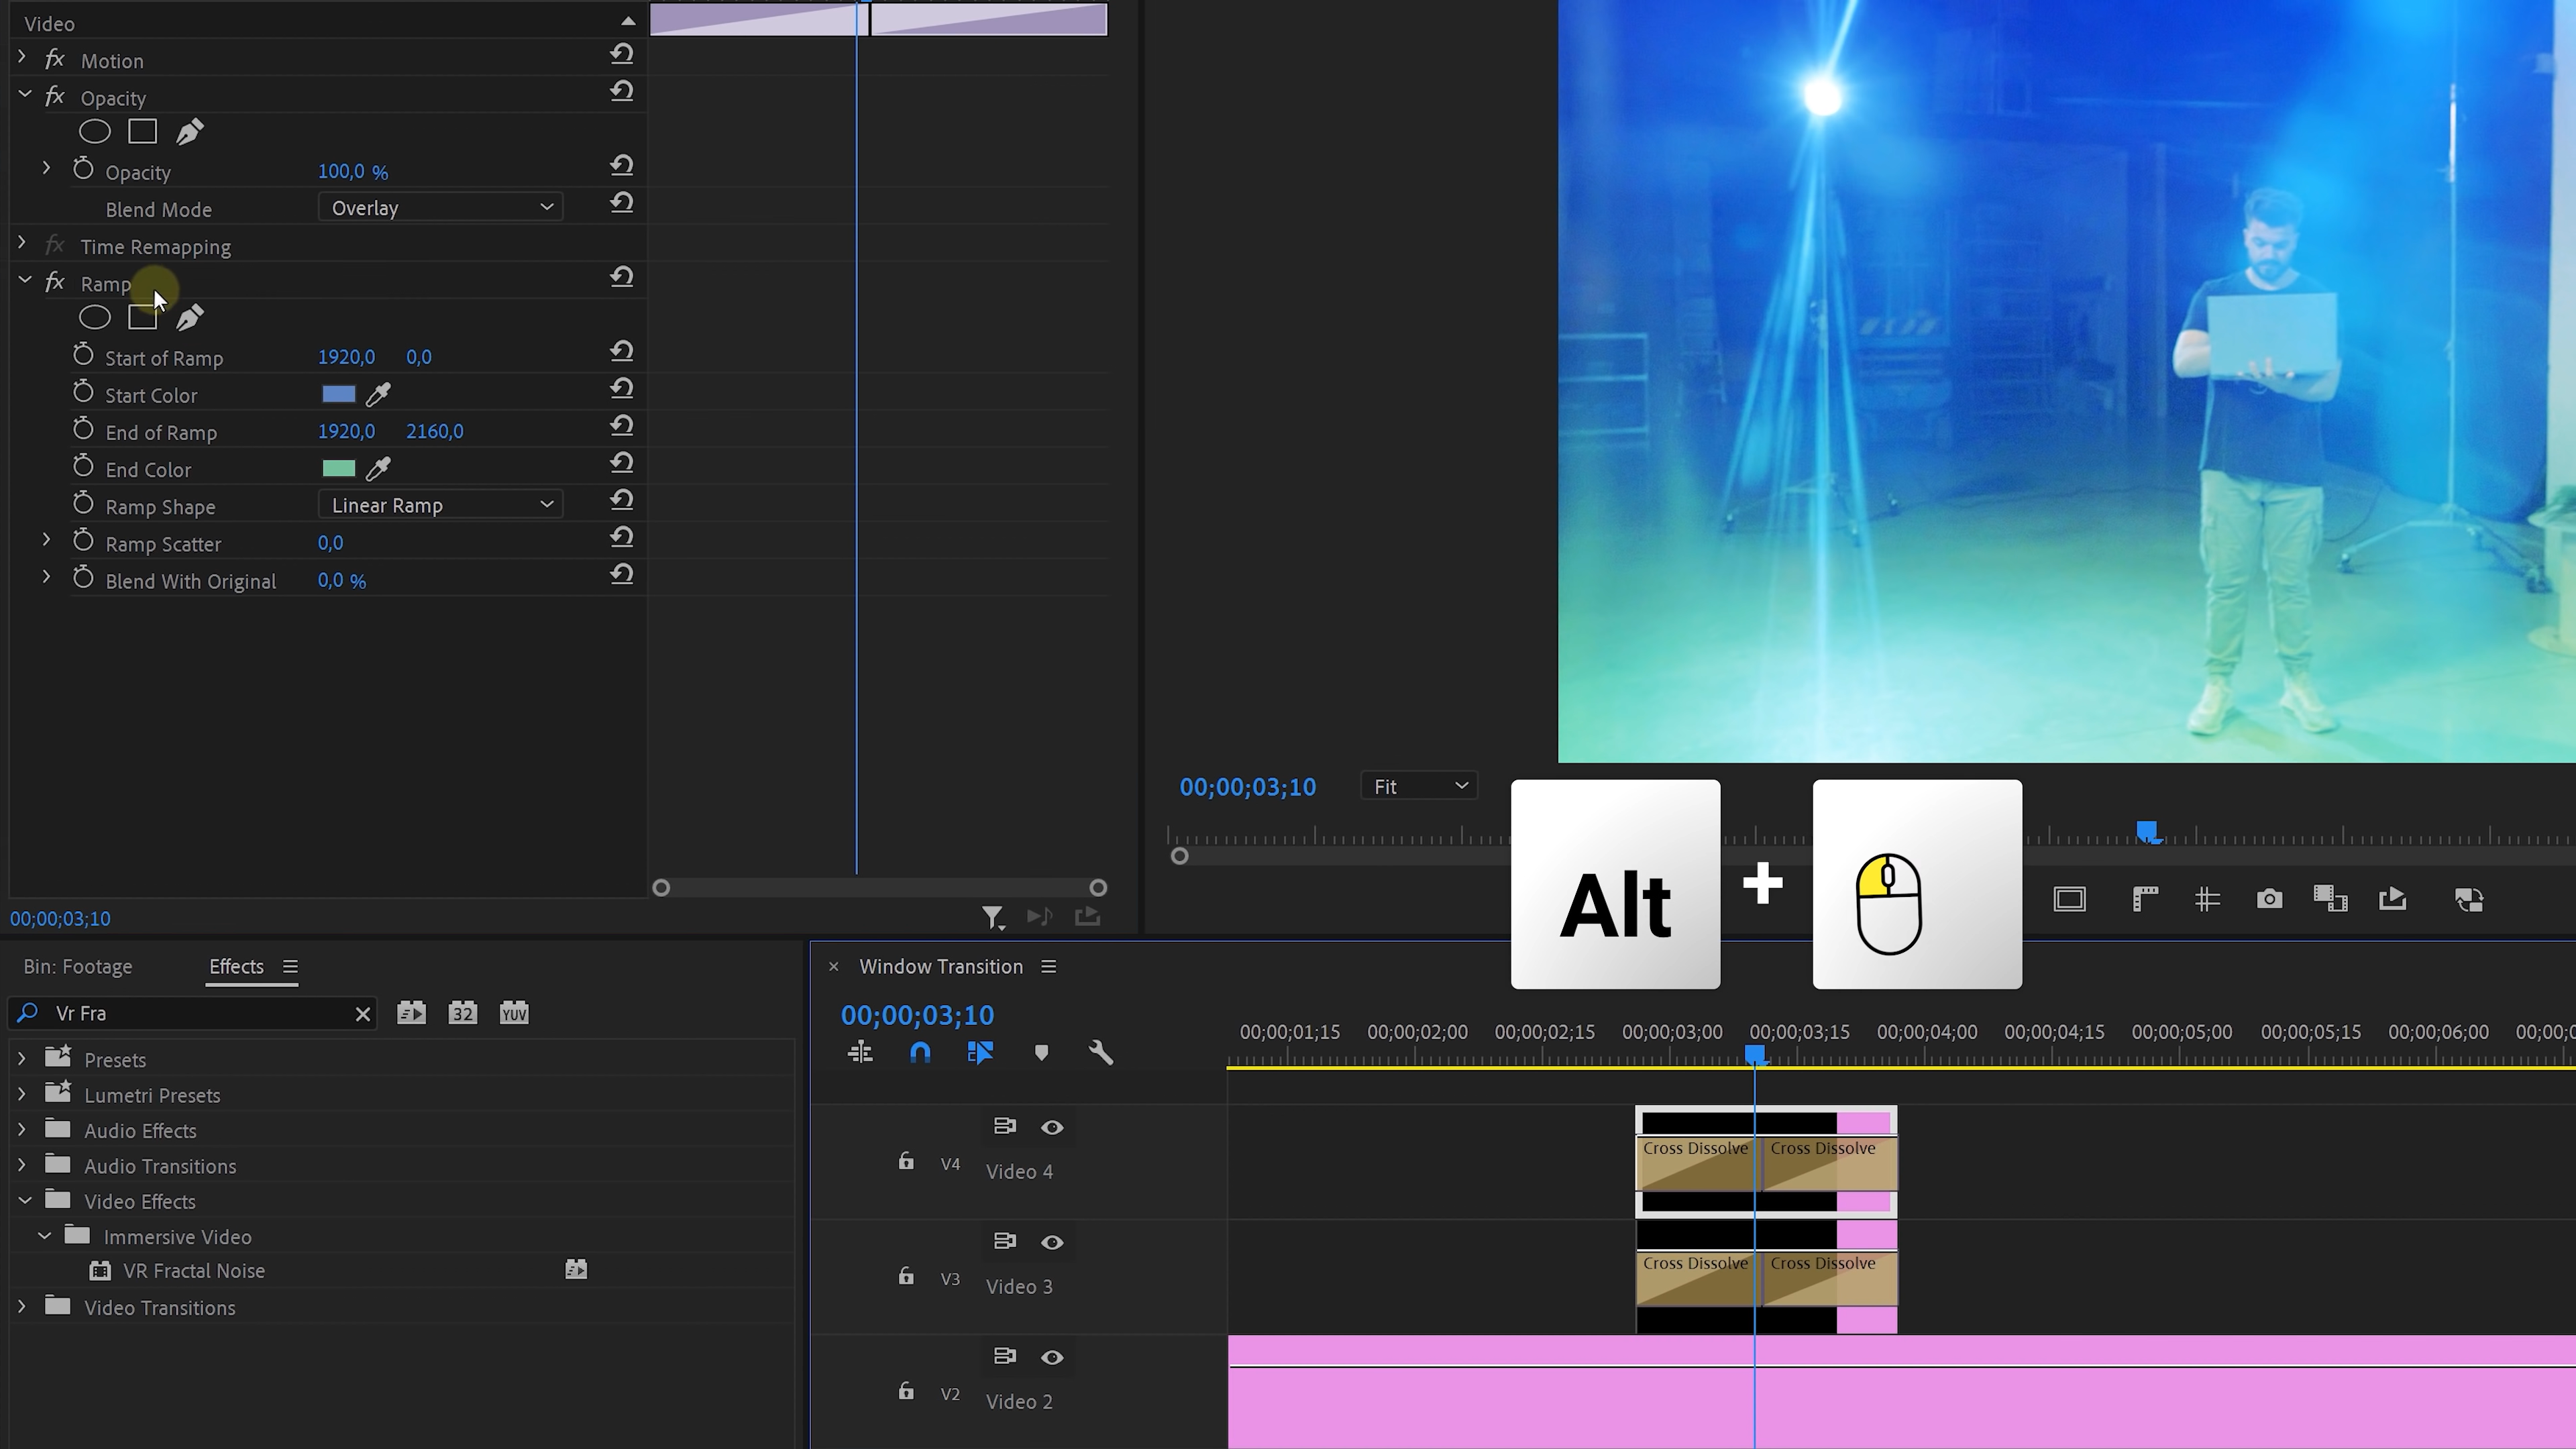 Video
fx Motion
fx Opacity
Opacity 100,0 %
Blend Mode Overlay
fx Time Remapping
fx Ramp
Start of Ramp 1920,0 0,0
Start Color
End of Ramp 1920,0 2160,0
End Color
Ramp Shape Linear Ramp
Ramp Scatter 0,0
Blend With Original 0,0 %
00;00;03;10
00;00;03;10 Fit
Alt +
Bin: Footage Effects
Vr Fra 32 YUV
Presets
Lumetri Presets
Audio Effects
Audio Transitions
Video Effects
Immersive Video
VR Fractal Noise
Video Transitions
× Window Transition
00;00;03;10
00;00;01;15 00;00;02;00 00;00;02;15 00;00;03;00 00;00;03;15 00;00;04;00 00;00;04;15 00;00;05;00 00;00;05;15 00;00;06;00
V4 Video 4
Cross Dissolve Cross Dissolve
V3 Video 3
Cross Dissolve Cross Dissolve
V2 Video 2